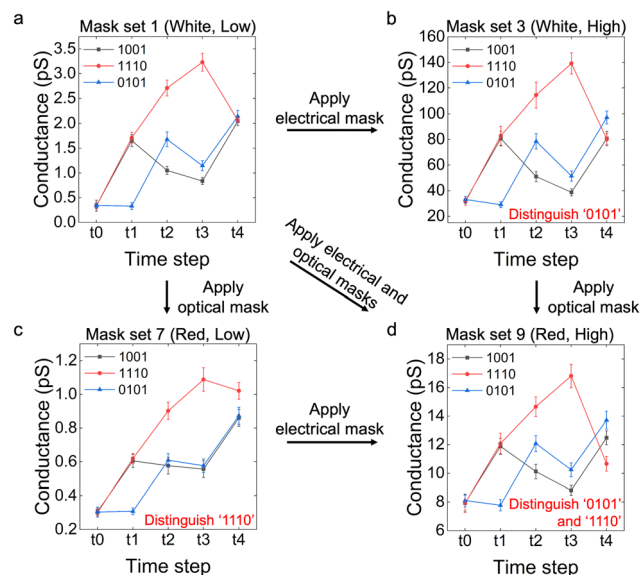 a
Mask set 1 (White, Low)
Conductance (pS)
3.5
3.0
2.5
2.0
1.5
1.0
0.5
0.0
1001
1110
0101
t0 t1 t2 t3 t4
Time step
Apply
electrical mask
b
Mask set 3 (White, High)
Conductance (pS)
160
140
120
100
80
60
40
20
1001
1110
0101
Distinguish '0101'
t0 t1 t2 t3 t4
Time step
Apply
optical mask
Apply electrical and
optical masks
Apply
optical mask
c
Mask set 7 (Red, Low)
Conductance (pS)
1.2
1.0
0.8
0.6
0.4
0.2
1001
1110
0101
Distinguish '1110'
t0 t1 t2 t3 t4
Time step
Apply
electrical mask
d
Mask set 9 (Red, High)
Conductance (pS)
18
16
14
12
10
8
6
1001
1110
0101
Distinguish '0101'
and '1110'
t0 t1 t2 t3 t4
Time step